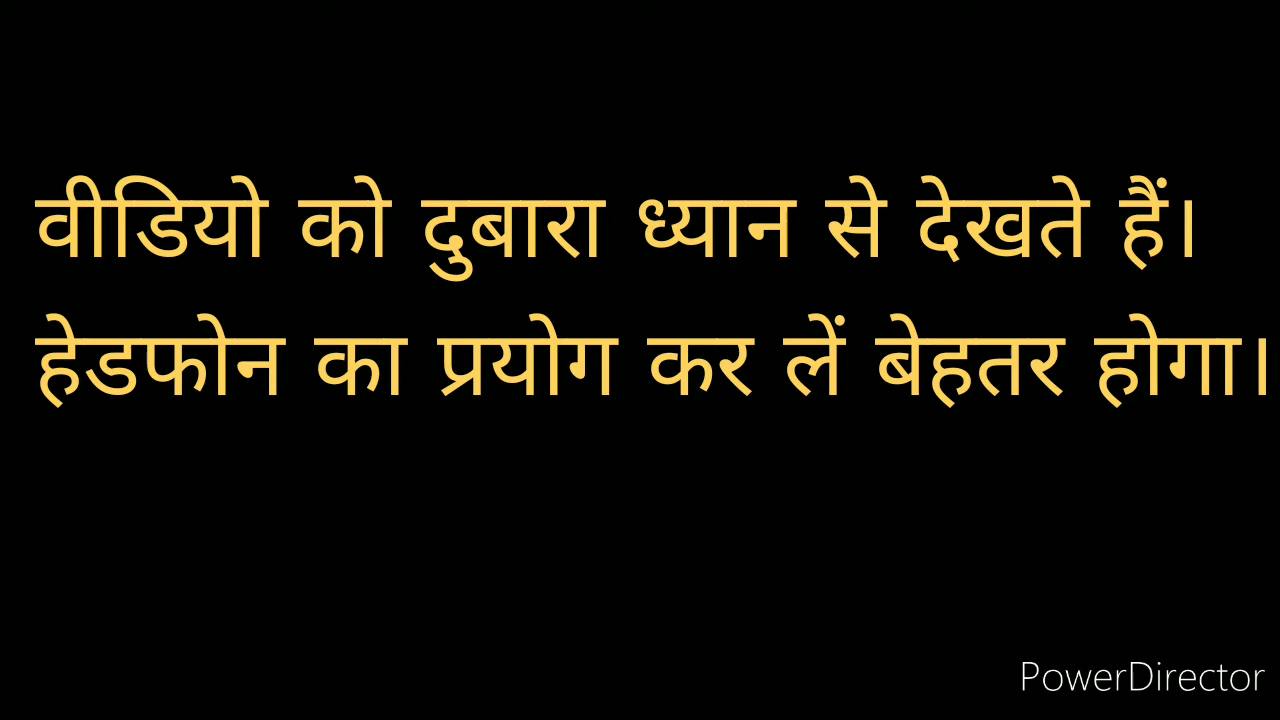 वीडियो को दुबारा ध्यान से देखते हैं।
हेडफोन का प्रयोग कर लें बेहतर होगा।
PowerDirector